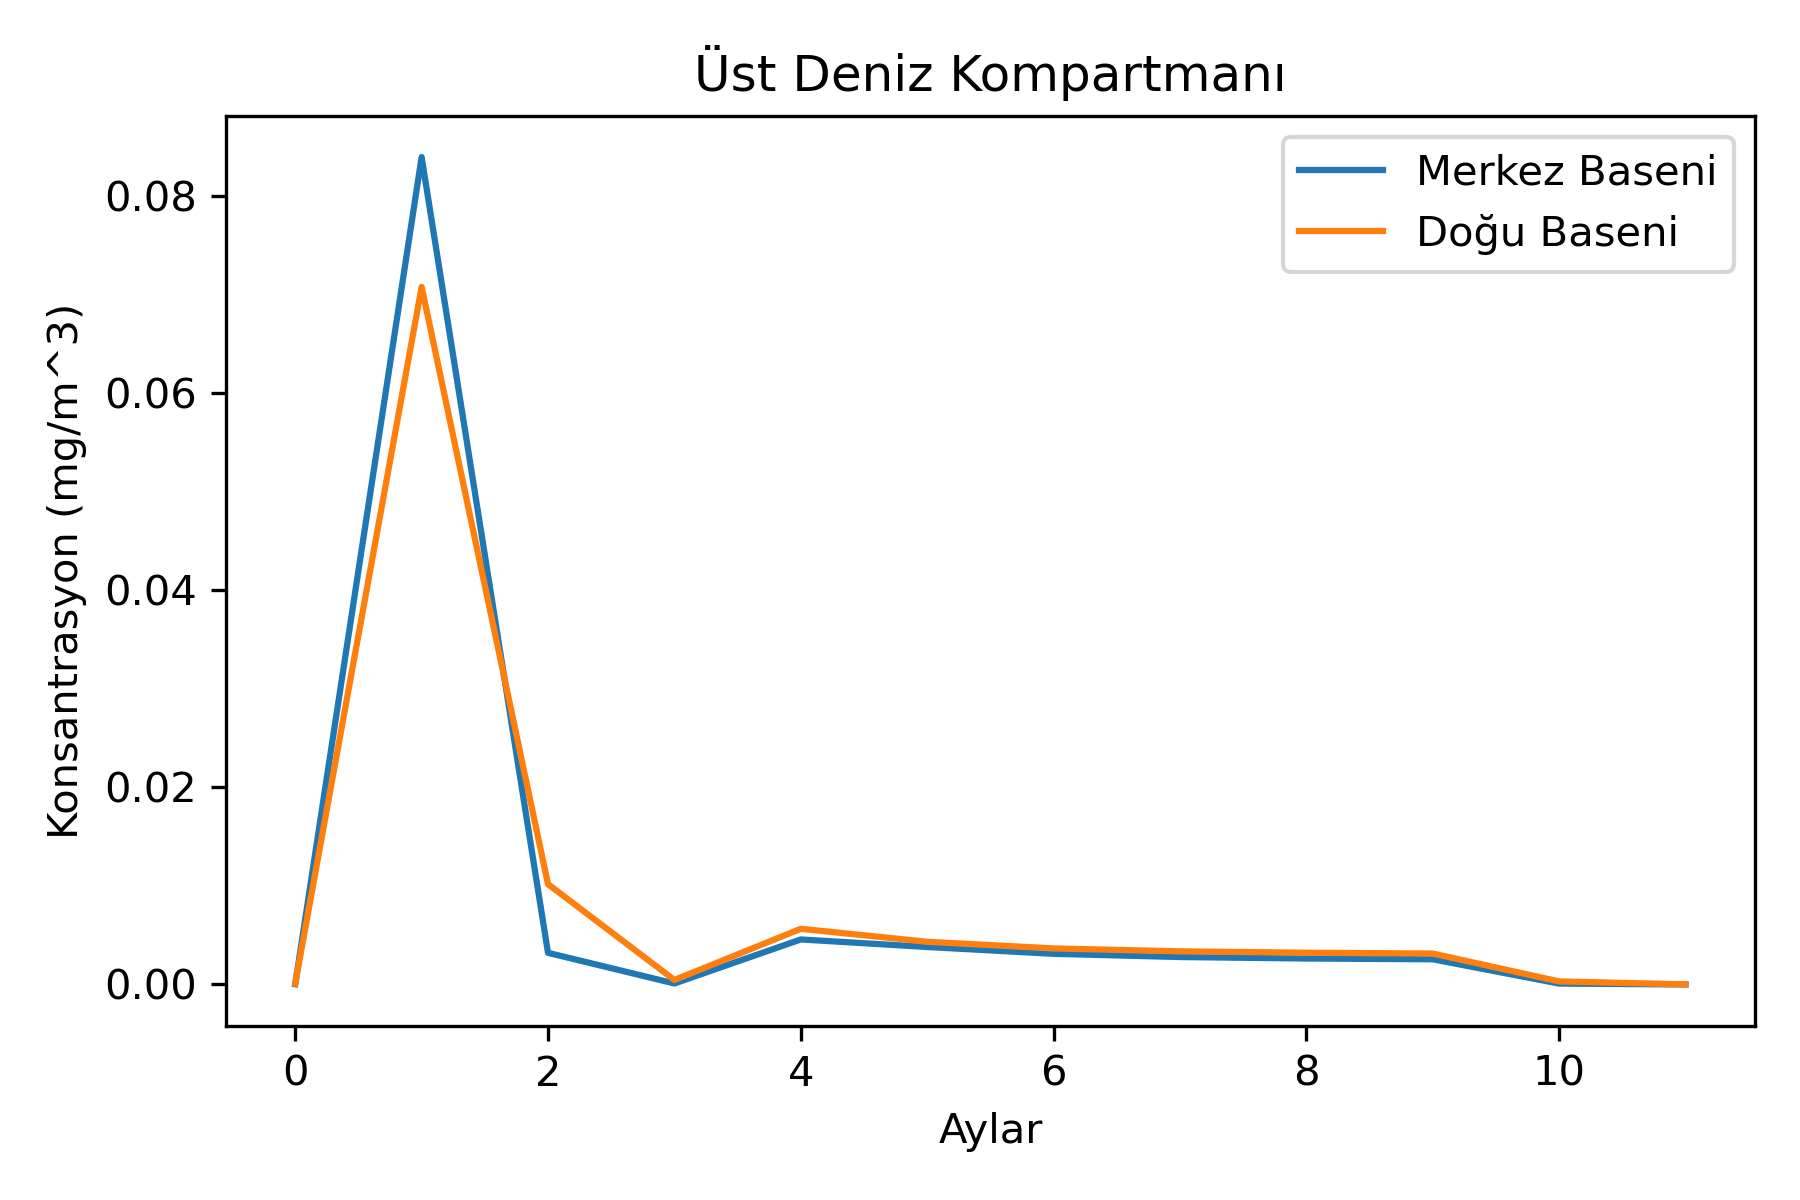 Üst Deniz Kompartmanı
Merkez Baseni
Doğu Baseni
Konsantrasyon (mg/m^3)
0.08
0.06
0.04
0.02
0.00
0 2 4 6 8 10
Aylar